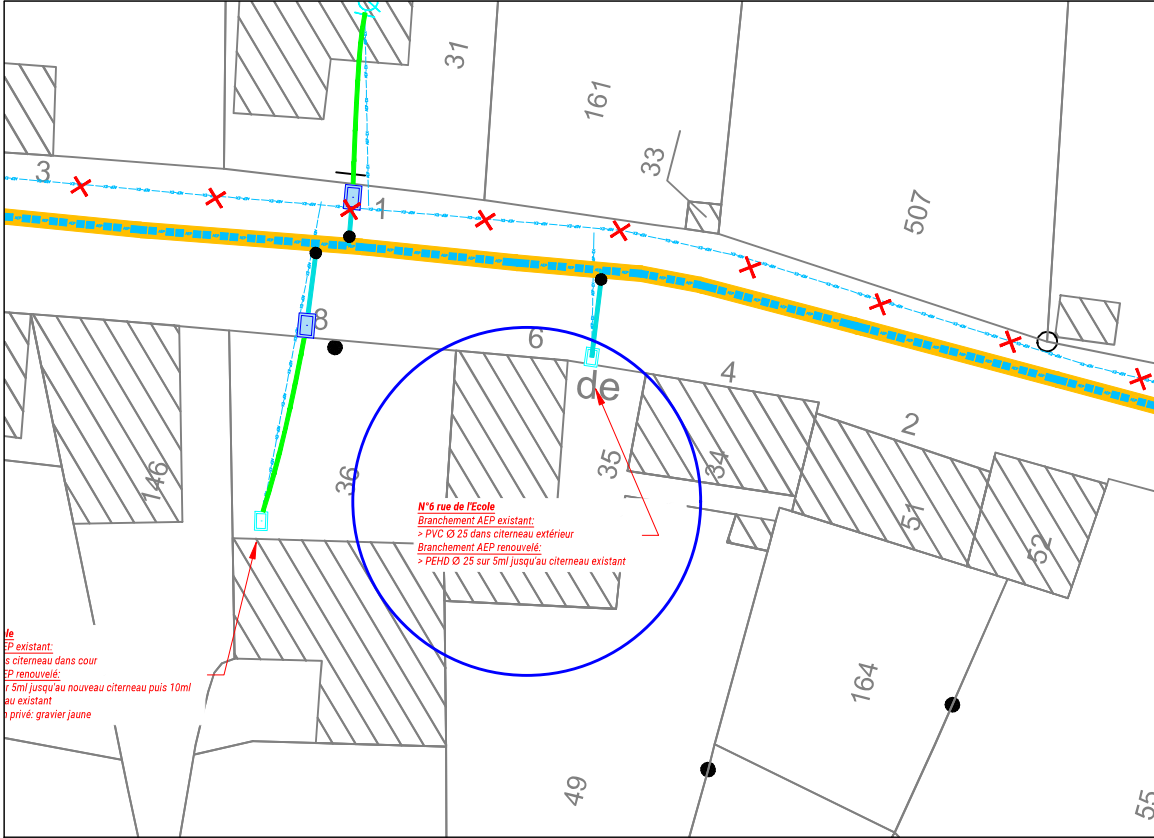 31
161
33
507
3
1
8
6
de
4
2
146
36
35
34
51
52
N°6 rue de l'Ecole
Branchement AEP existant:
> PVC Ø 25 dans citerneau extérieur
Branchement AEP renouvelé:
> PEHD Ø 25 sur 5ml jusqu'au citerneau existant
existant:
citerneau dans cour
renouvelé:
5ml jusqu'au nouveau citerneau puis 10ml
au existant
privé: gravier jaune
164
49
55